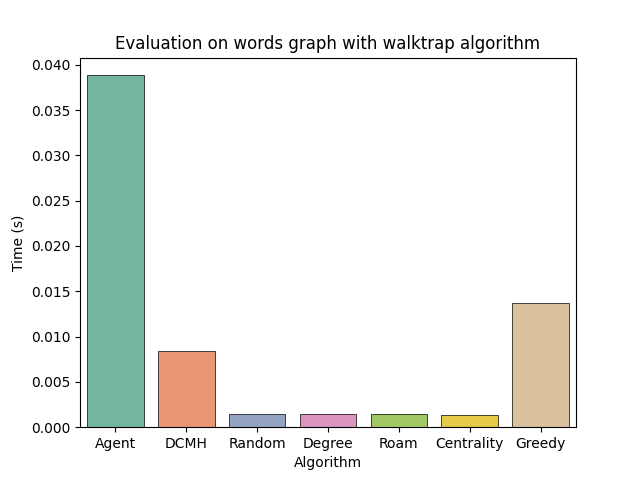 Evaluation on words graph with walktrap algorithm
0.040
0.035
0.030
0.025
0.020
0.015
0.010
0.005
0.000
Time (s)
Agent DCMH Random Degree Roam Centrality Greedy
Algorithm